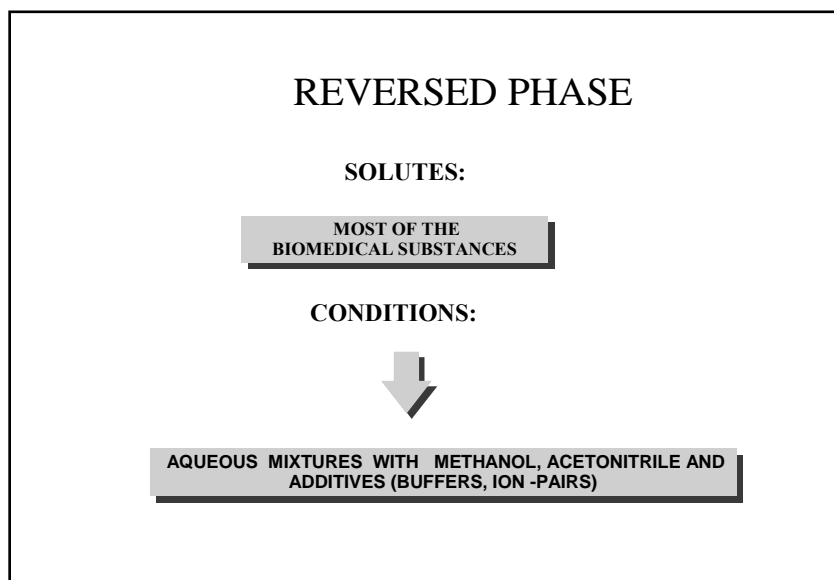 REVERSED PHASE
SOLUTES:
MOST OF THE
BIOMEDICAL SUBSTANCES
CONDITIONS:
AQUEOUS MIXTURES WITH METHANOL, ACETONITRILE AND
ADDITIVES (BUFFERS, ION -PAIRS)